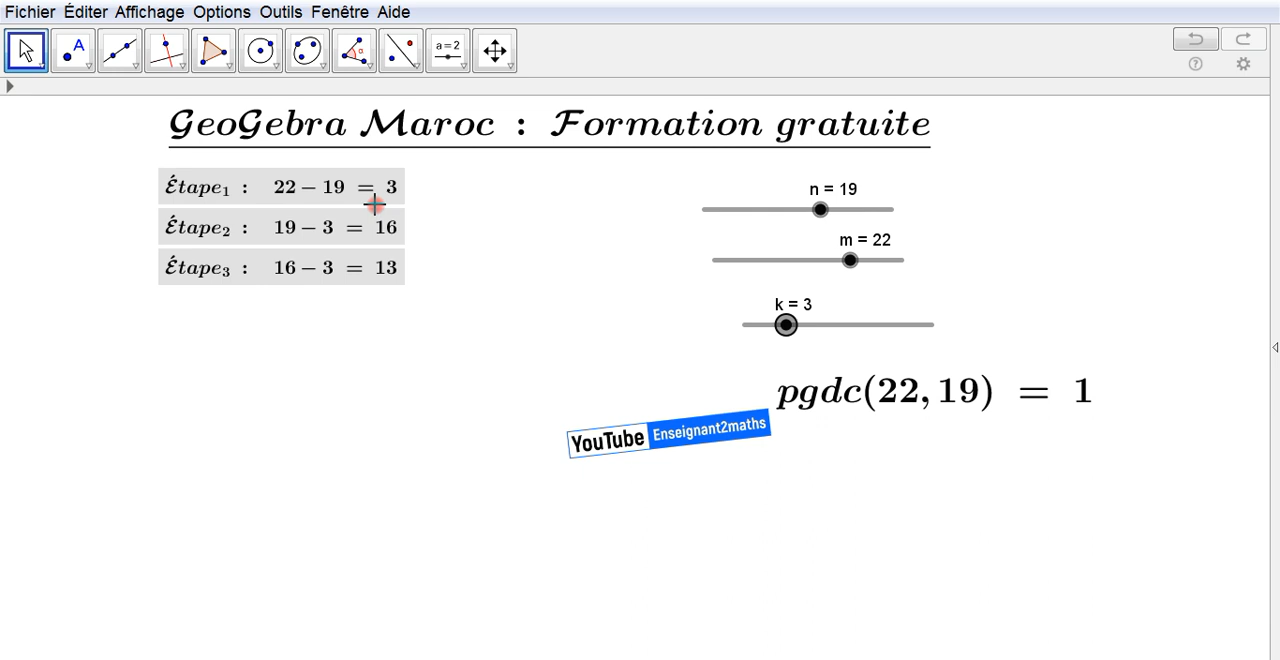 Fichier Éditer Affichage Options Outils Fenêtre Aide
A
α
a = 2
GeoGebra Maroc : Formation gratuite
Étape1 : 22 − 19 = 3
Étape2 : 19 − 3 = 16
Étape3 : 16 − 3 = 13
n = 19
m = 22
k = 3
pgdc(22, 19) = 1
YouTube Enseignant2maths